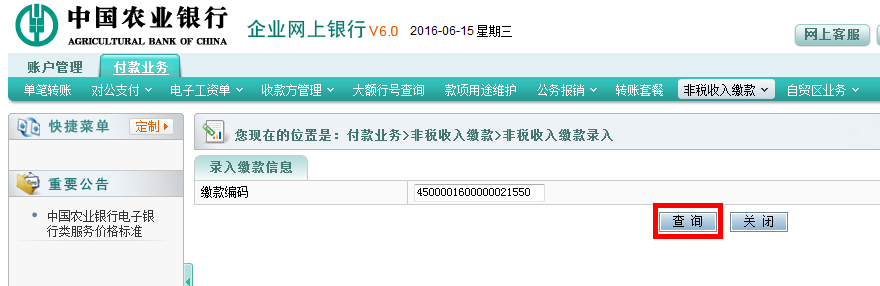 中国农业银行
AGRICULTURAL BANK OF CHINA
企业网上银行 V6.0 2016-06-15 星期三
网上客服
账户管理 付款业务
单笔转账 对公支付 电子工资单 收款方管理 大额行号查询 款项用途维护 公务报销 转账套餐 非税收入缴款 自贸区业务
快捷菜单 定制
您现在的位置是：付款业务>非税收入缴款>非税收入缴款录入
录入缴款信息
缴款编码 4500001600000021550
查 询 关 闭
重要公告
中国农业银行电子银
行类服务价格标准